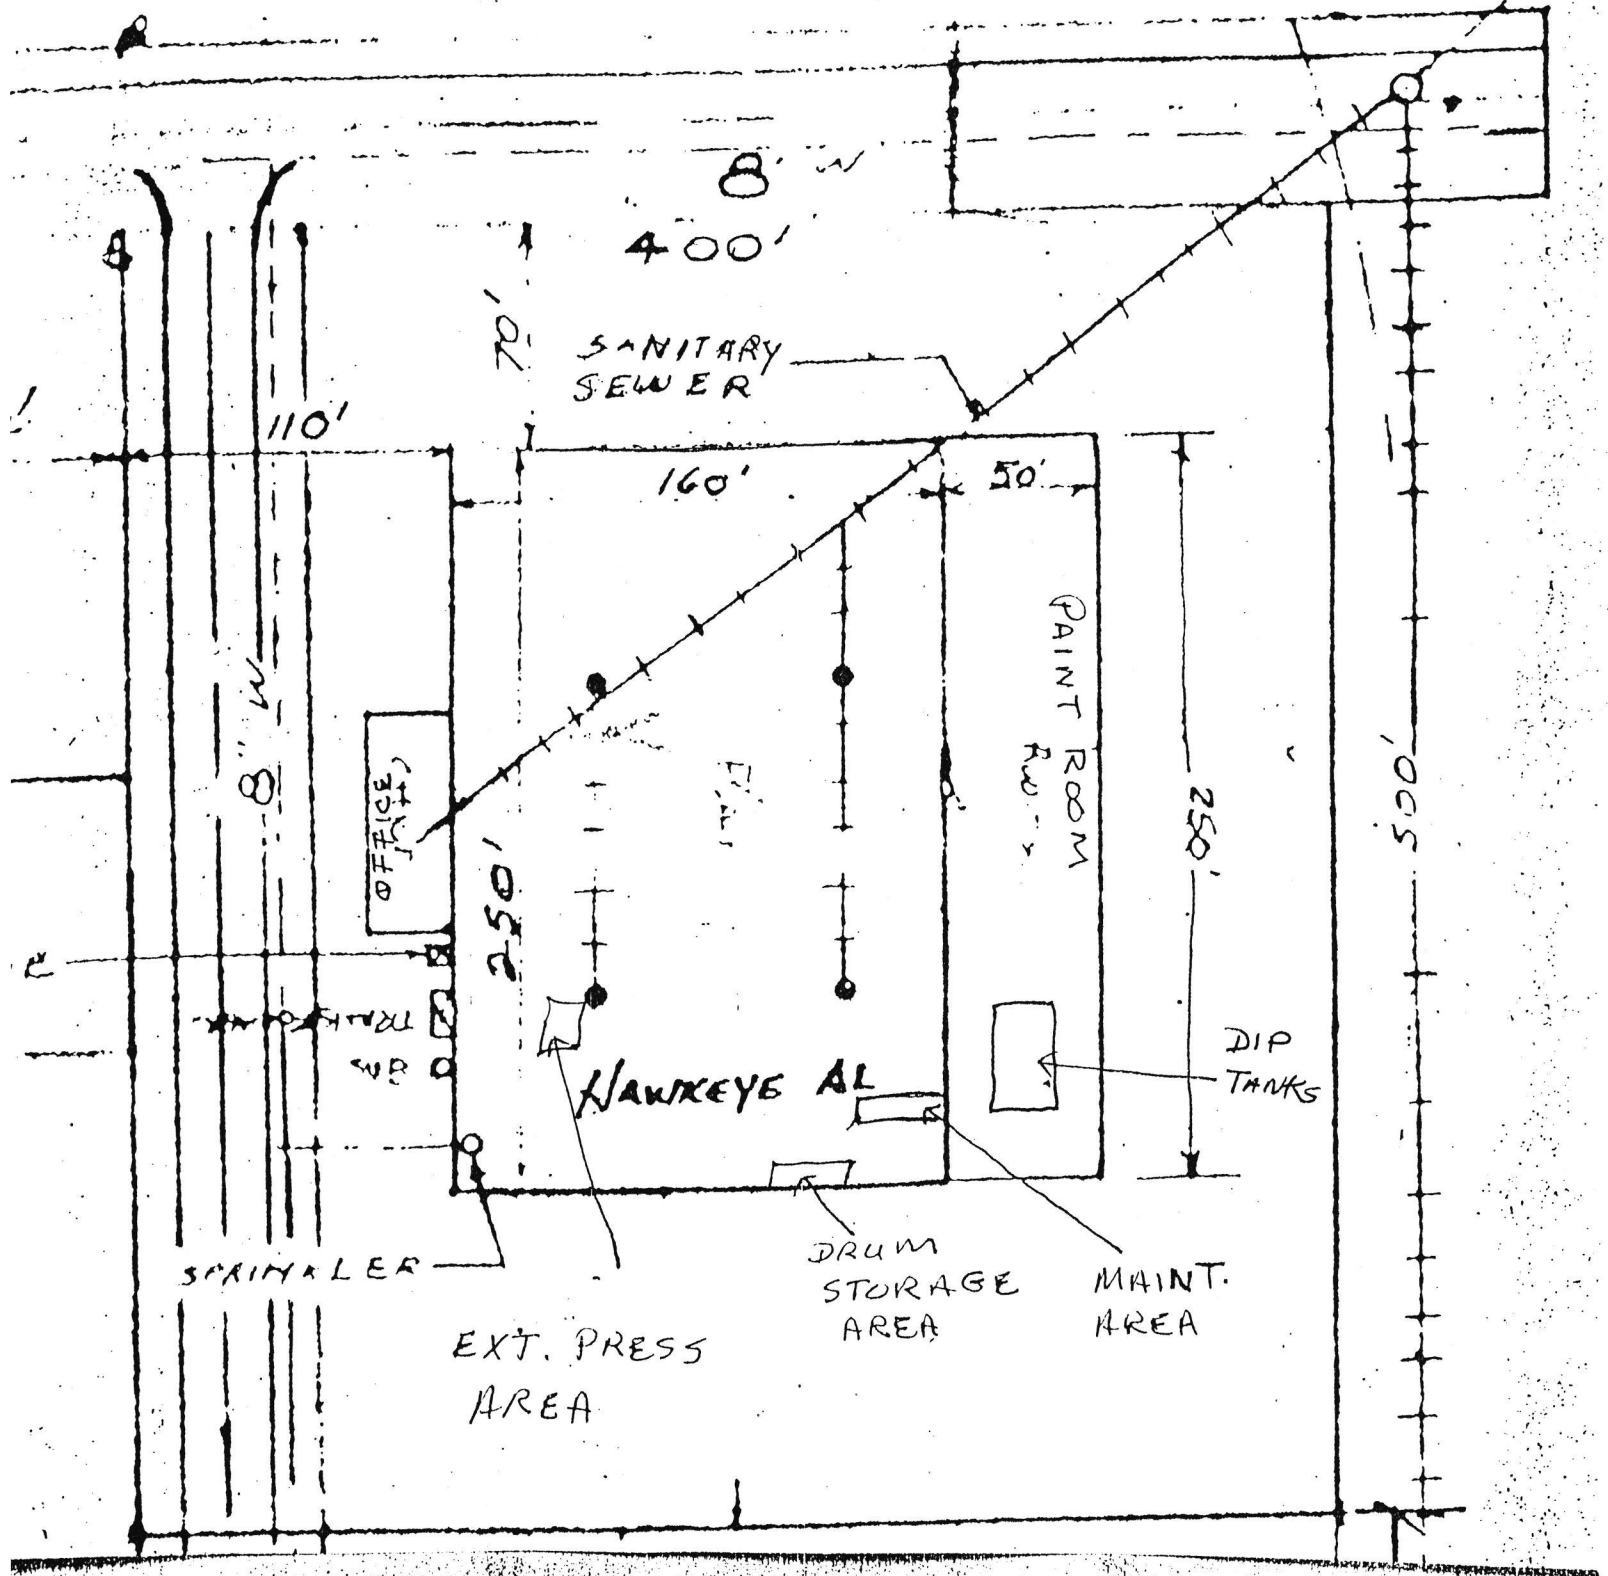 8' W
400'
70'
SANITARY
SEWER
110'
160'
50'
PAINT ROOM
8" W
OFFICE
250'
250'
500'
TRANS
HAWKEYE AL
DIP
TANKS
SPRINKLER
DRUM
STORAGE
AREA
MAINT.
AREA
EXT. PRESS
AREA